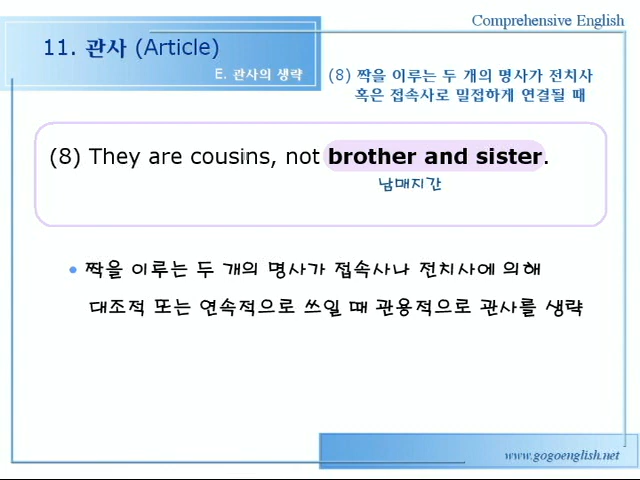 Comprehensive English
11. 관사 (Article)
E. 관사의 생략
(8) 짝을 이루는 두 개의 명사가 전치사
혹은 접속사로 밀접하게 연결될 때
(8) They are cousins, not brother and sister.
남매지간
• 짝을 이루는 두 개의 명사가 접속사나 전치사에 의해
대조적 또는 연속적으로 쓰일 때 관용적으로 관사를 생략
www.gogoenglish.net